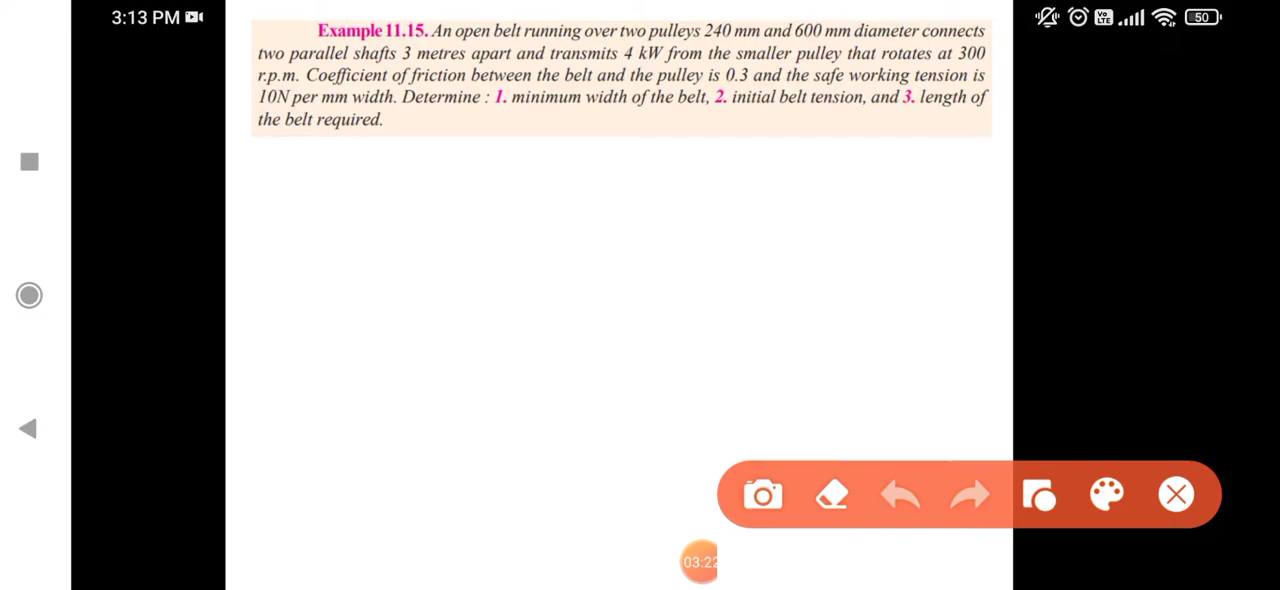 3:13 PM
Vo LTE
50
Example 11.15. An open belt running over two pulleys 240 mm and 600 mm diameter connects
two parallel shafts 3 metres apart and transmits 4 kW from the smaller pulley that rotates at 300
r.p.m. Coefficient of friction between the belt and the pulley is 0.3 and the safe working tension is
10N per mm width. Determine : 1. minimum width of the belt, 2. initial belt tension, and 3. length of
the belt required.
03:22